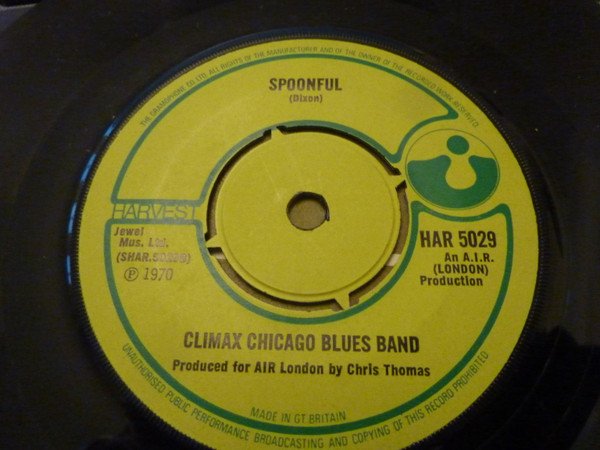 THE GRAMOPHONE CO. LTD. ALL RIGHTS OF THE MANUFACTURER AND OF THE OWNER OF THE RECORDED WORK RESERVED
SPOONFUL
(Dixon)
HARVEST
Jewel
Mus. Ltd.
℗ 1970
HAR 5029
An A.I.R.
(LONDON)
Production
CLIMAX CHICAGO BLUES BAND
Produced for AIR London by Chris Thomas
MADE IN GT BRITAIN
UNAUTHORISED PUBLIC PERFORMANCE BROADCASTING AND COPYING OF THIS RECORD PROHIBITED